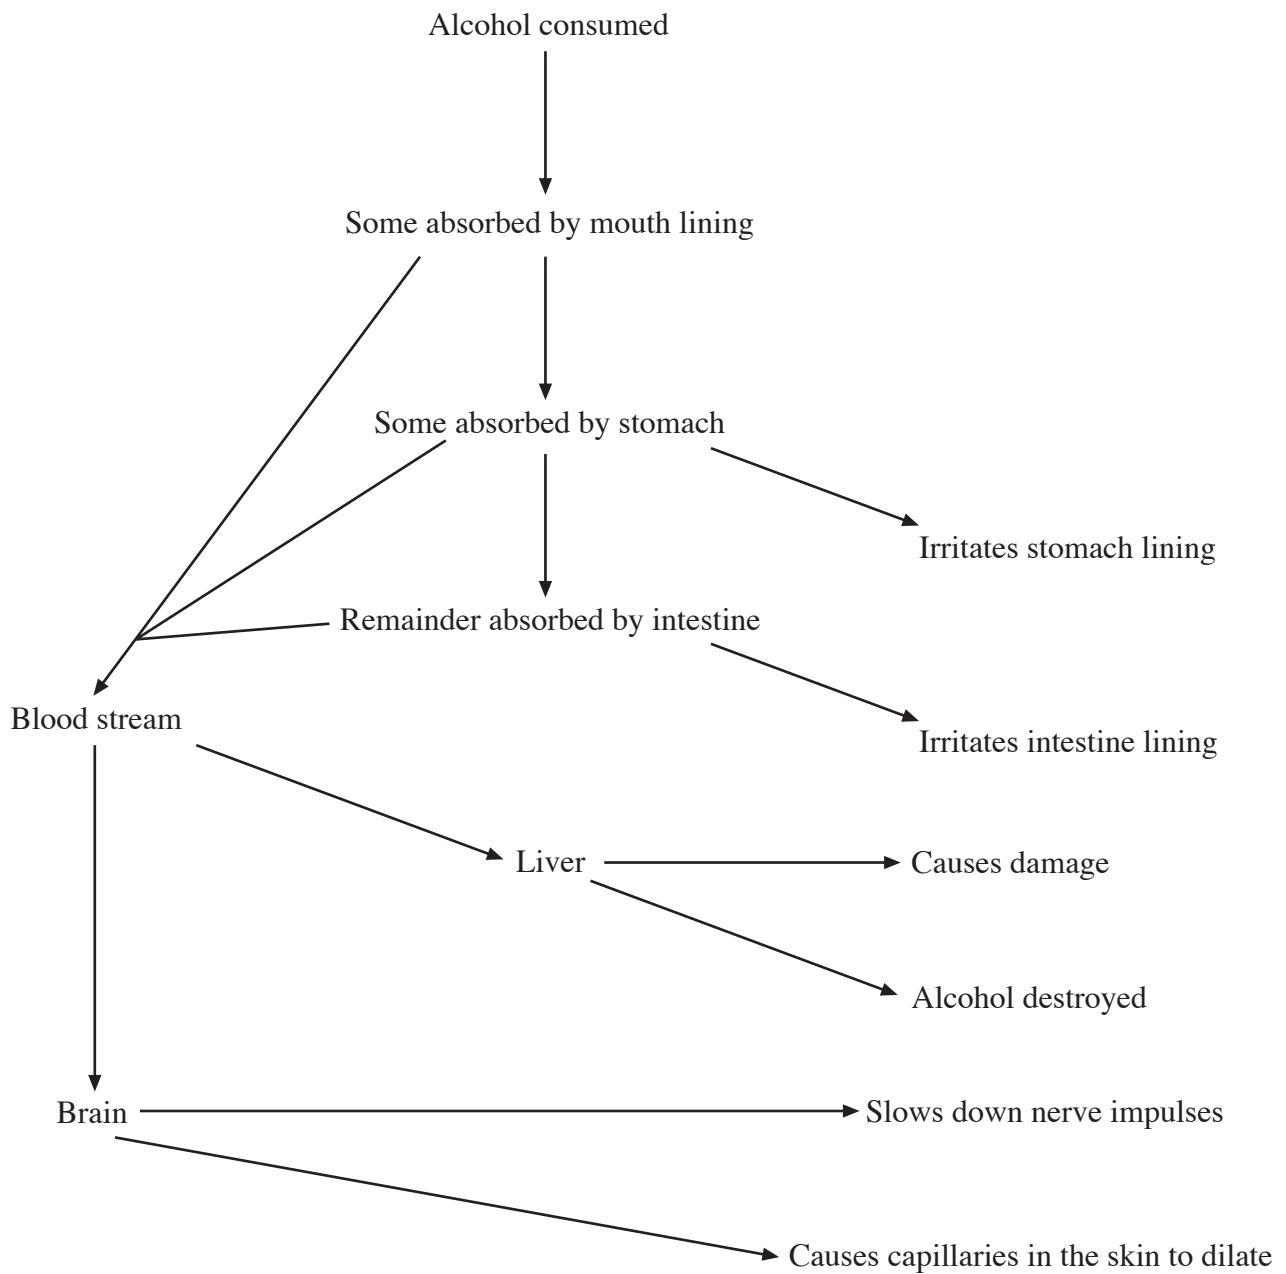 Alcohol consumed
Some absorbed by mouth lining
Some absorbed by stomach
Irritates stomach lining
Remainder absorbed by intestine
Blood stream
Irritates intestine lining
Liver
Causes damage
Alcohol destroyed
Brain
Slows down nerve impulses
Causes capillaries in the skin to dilate